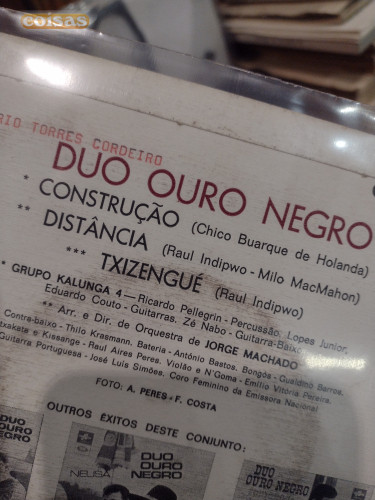 coisas
RIO TORRES CORDEIRO
DUO OURO NEGRO
* CONSTRUÇÃO (Chico Buarque de Holanda)
** DISTÂNCIA (Raul Indipwo - Milo MacMahon)
*** TXIZENGUÉ (Raul Indipwo)
* GRUPO KALUNGA 4 — Ricardo Pellegrin - Percussão, Lopes Junior,
Eduardo Couto - Guitarras, Zé Nabo - Guitarra-Baixo
** Arr. e Dir. de Orquestra de JORGE MACHADO
Contra-baixo - Thilo Krasmann. Bateria - António Bastos. Bongós - Gualdino Barros.
txakata e Kissange - Raul Aires Peres. Violão e N'Goma - Emílio Vitória Pereira.
Guitarra Portuguesa - José Luis Simões. Coro Feminino da Emissora Nacional
FOTO: A. PERES - F. COSTA
OUTROS ÊXITOS DESTE CONJUNTO:
DUO
OURO
NEGRO
NEUSA
DUO
OURO
NEGRO
DUO
OURO NEGRO